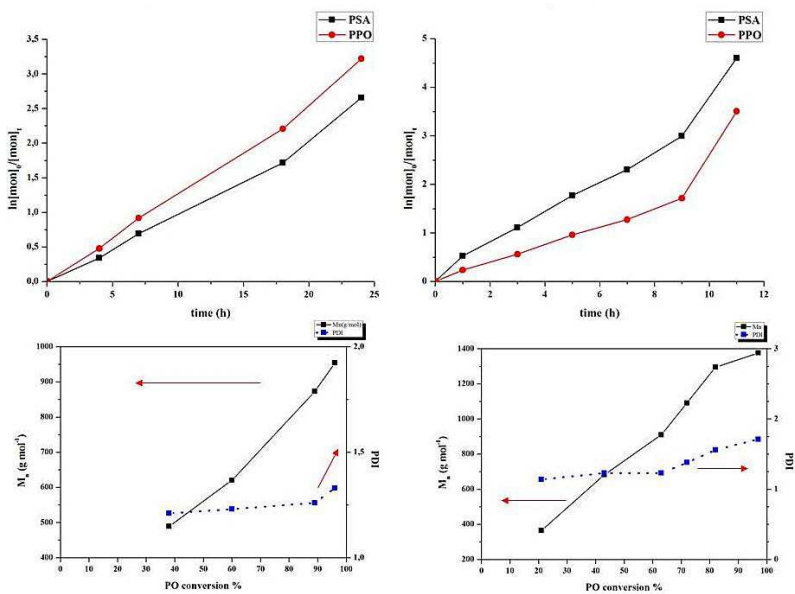 PSA
PPO
3,5
3,0
2,5
2,0
1,5
1,0
0,5
0,0
ln[mon]0/[mon]t
0 5 10 15 20 25
time (h)
PSA
PPO
5
4
3
2
1
0
ln[mon]0/[mon]t
0 2 4 6 8 10 12
time (h)
Mn(g/mol)
PDI
1000
900
800
700
600
500
400
Mn (g mol-1)
2,0
1,5
1,0
PDI
0 10 20 30 40 50 60 70 80 90 100
PO conversion %
Mn
PDI
1400
1200
1000
800
600
400
200
Mn (g mol-1)
3
2
1
0
PDI
0 10 20 30 40 50 60 70 80 90 100
PO conversion %